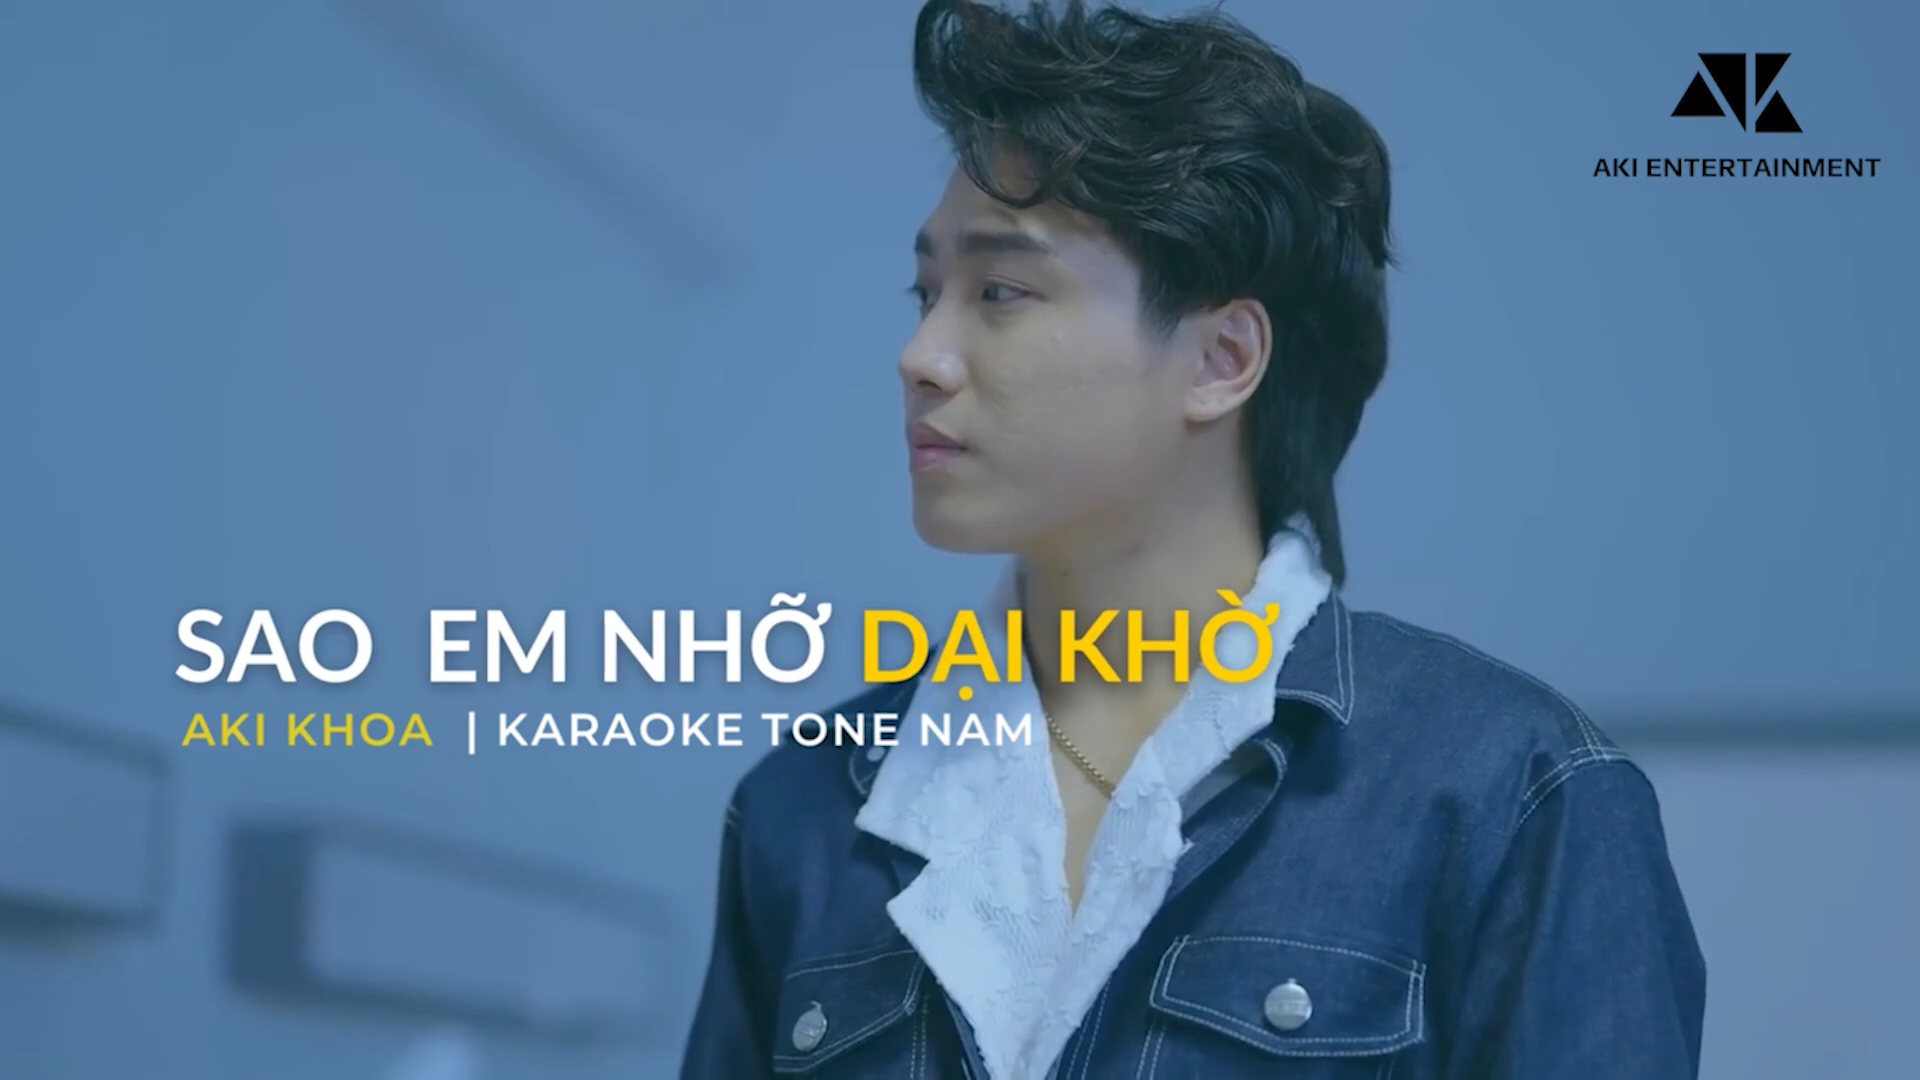 AKI ENTERTAINMENT
SAO EM NHỠ DẠI KHỜ
AKI KHOA | KARAOKE TONE NAM